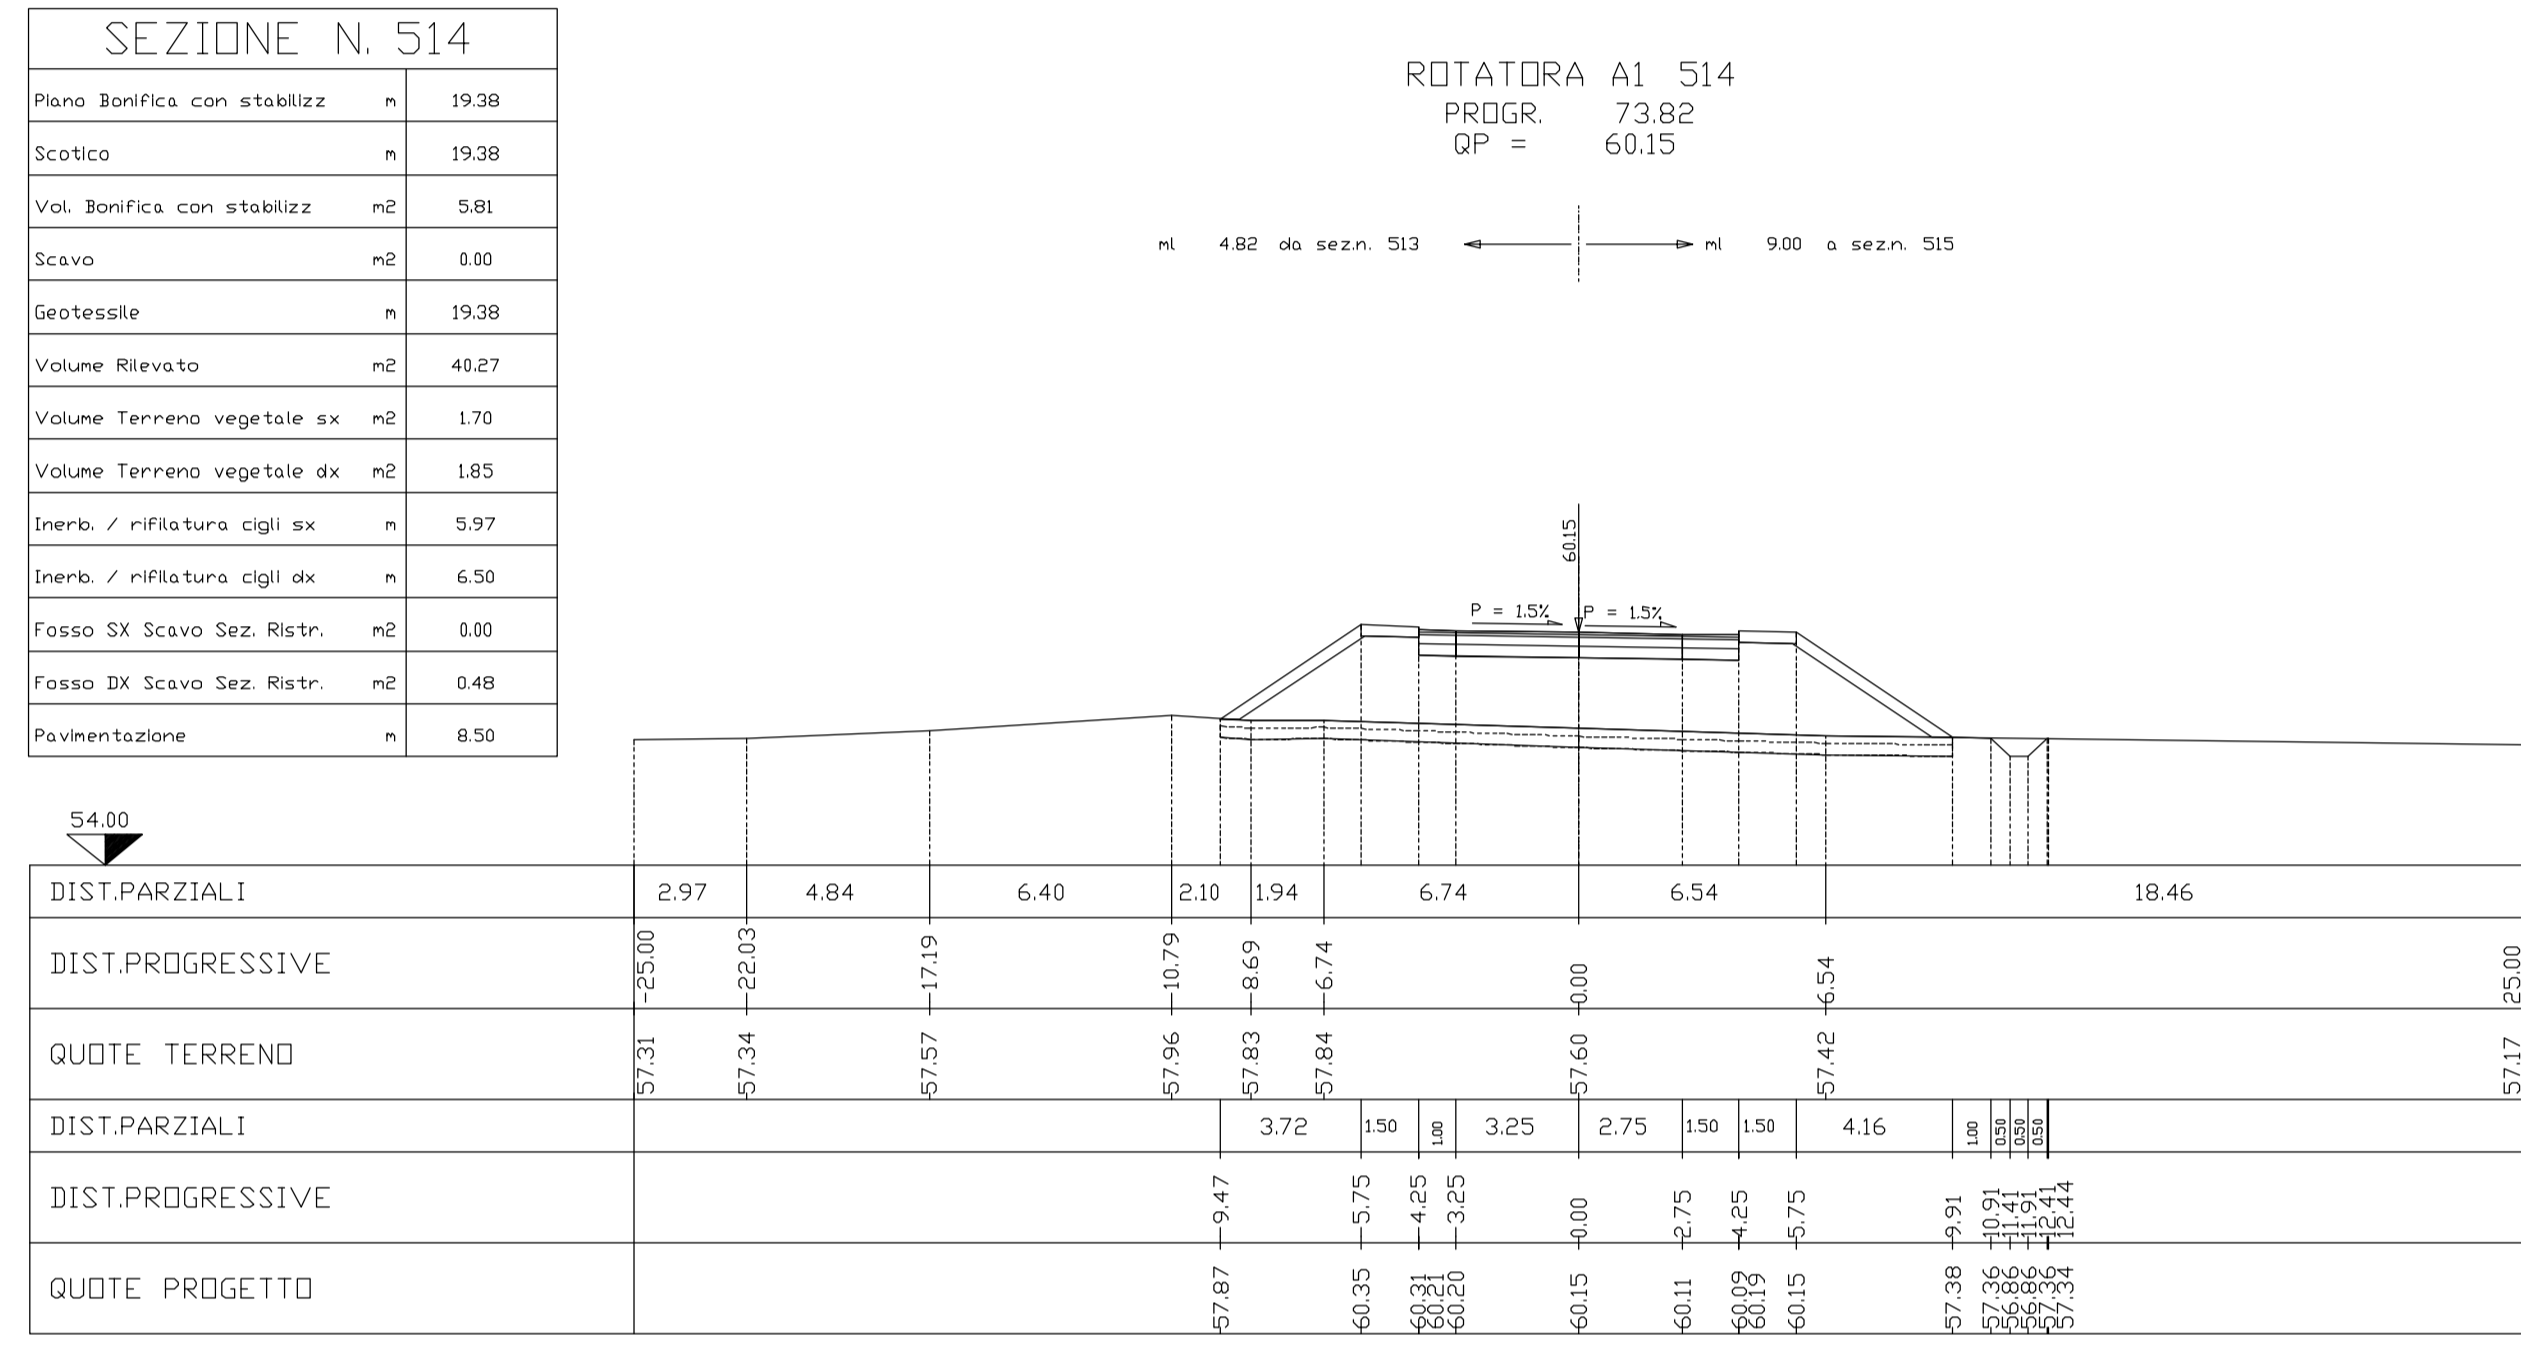 SEZIONE N. 514
Piano Bonifica con stabilizz m 19.38
Scotico m 19.38
Vol. Bonifica con stabilizz m2 5.81
Scavo m2 0.00
Geotessile m 19.38
Volume Rilevato m2 40.27
Volume Terreno vegetale sx m2 1.70
Volume Terreno vegetale dx m2 1.85
Inerb. / rifilatura cigli sx m 5.97
Inerb. / rifilatura cigli dx m 6.50
Fosso SX Scavo Sez. Ristr. m2 0.00
Fosso DX Scavo Sez. Ristr. m2 0.48
Pavimentazione m 8.50
ROTATORA A1 514
PROGR. 73.82
QP = 60.15
ml 4.82 da sez.n. 513 ml 9.00 a sez.n. 515
60.15
P = 1.5% P = 1.5%
54.00
DIST.PARZIALI 2.97 4.84 6.40 2.10 1.94 6.74 6.54 18.46
DIST.PROGRESSIVE -25.00 -22.03 -17.19 -10.79 -8.69 -6.74 0.00 6.54 25.00
QUOTE TERRENO 57.31 57.34 57.57 57.96 57.83 57.84 57.60 57.42 57.17
DIST.PARZIALI 3.72 1.50 1.00 3.25 2.75 1.50 1.50 4.16 1.00 0.50 0.50 0.50
DIST.PROGRESSIVE -9.47 -5.75 -4.25 -3.25 0.00 2.75 4.25 5.75 9.91 10.91 11.41 11.91 12.41 12.44
QUOTE PROGETTO 57.87 60.35 60.31 60.21 60.20 60.15 60.11 60.09 60.19 60.15 57.38 57.36 56.86 56.86 57.36 57.34